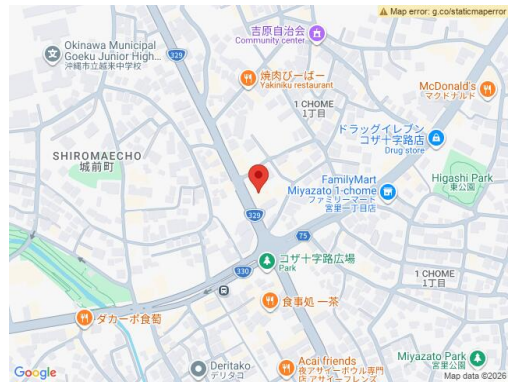 Map error: g.co/staticmaperror
吉原自治会
Community center
Okinawa Municipal
Goeku Junior High...
沖縄市立越来中学校
329
焼肉びーばー
Yakiniku restaurant
McDonald's
マクドナルド
1 CHOME
1丁目
ドラッグイレブン
コザ十字路店
Drug store
SHIROMAECHO
城前町
FamilyMart
Miyazato 1-chome
ファミリーマート
宮里一丁目店
Higashi Park
東公園
329
75
330
コザ十字路広場
Park
1 CHOME
1丁目
食事処 一茶
ダカーポ食萄
Deritako
デリタコ
Acai friends
夜アサイーボウル専門
店 アサイーフレンズ
Miyazato Park
宮里公園
Google
Map data ©2026